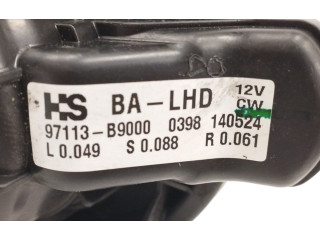 HS BA-LHD 12V
CW
97113-B9000 0398 140524
L 0.049 S 0.088 R 0.061